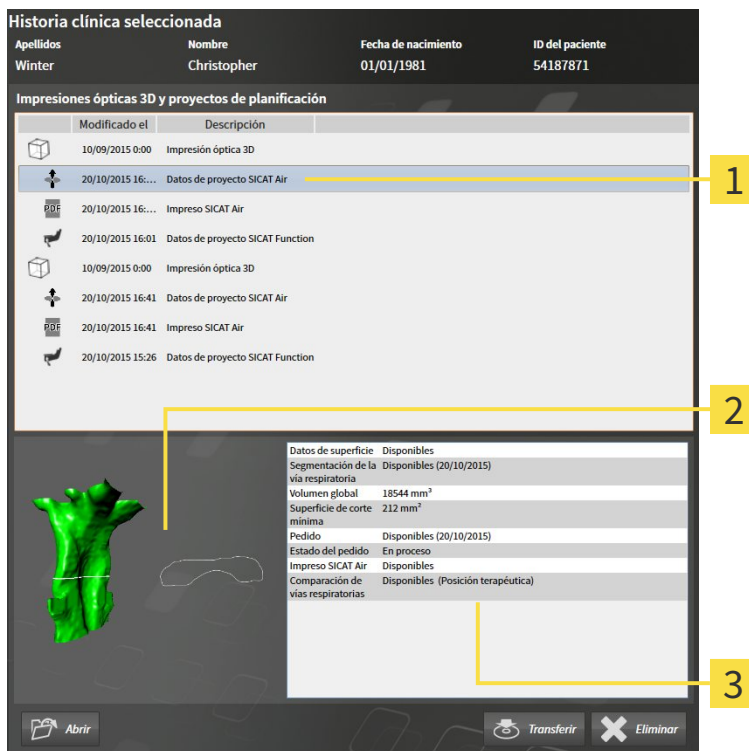 Historia clínica seleccionada
Apellidos Nombre Fecha de nacimiento ID del paciente
Winter Christopher 01/01/1981 54187871
Impresiones ópticas 3D y proyectos de planificación
Modificado el Descripción
10/09/2015 0:00 Impresión óptica 3D
20/10/2015 16:... Datos de proyecto SICAT Air
1
PDF 20/10/2015 16:... Impreso SICAT Air
20/10/2015 16:01 Datos de proyecto SICAT Function
10/09/2015 0:00 Impresión óptica 3D
20/10/2015 16:41 Datos de proyecto SICAT Air
PDF 20/10/2015 16:41 Impreso SICAT Air
20/10/2015 15:26 Datos de proyecto SICAT Function
2
Datos de superficie Disponibles
Segmentación de la Disponibles (20/10/2015)
vía respiratoria
Volumen global 18544 mm³
Superficie de corte 212 mm²
mínima
Pedido Disponibles (20/10/2015)
Estado del pedido En proceso
Impreso SICAT Air Disponibles
Comparación de Disponibles (Posición terapéutica)
vías respiratorias
3
Abrir Transferir Eliminar